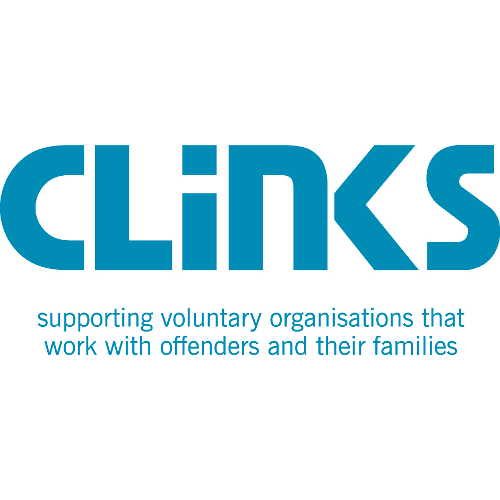 CLiNKS
supporting voluntary organisations that
work with offenders and their families